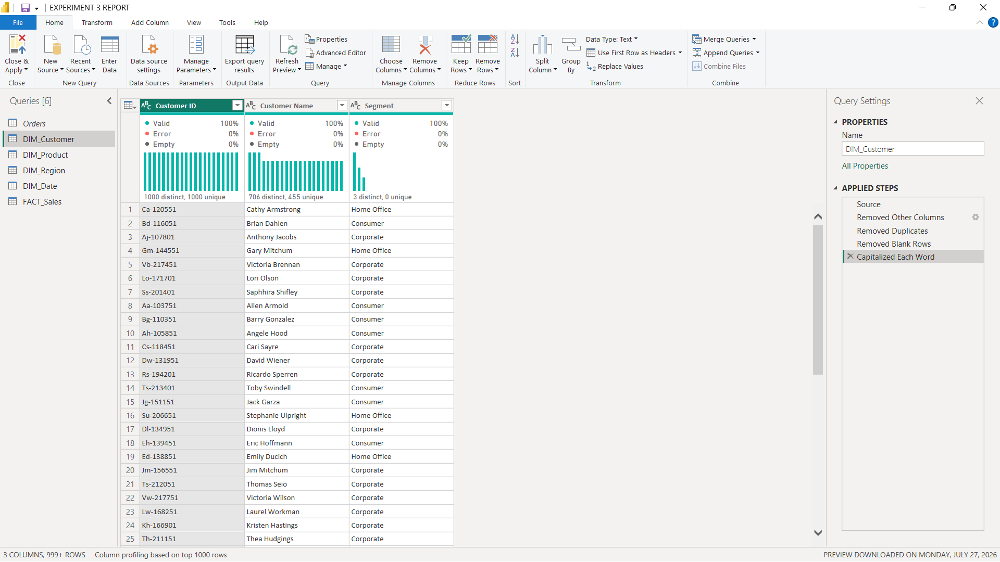 EXPERIMENT 3 REPORT
File Home Transform Add Column View Tools Help
Close & Apply
Close
New Source
Recent Sources
Enter Data
New Query
Data source settings
Data Sources
Manage Parameters
Parameters
Export query results
Output Data
Refresh Preview
Properties
Advanced Editor
Manage
Query
Choose Columns
Remove Columns
Manage Columns
Keep Rows
Remove Rows
Reduce Rows
Sort
Split Column
Group By
Data Type: Text
Use First Row as Headers
Replace Values
Transform
Merge Queries
Append Queries
Combine Files
Combine
Queries [6]
Orders
DIM_Customer
DIM_Product
DIM_Region
DIM_Date
FACT_Sales
Customer ID Customer Name Segment
Valid 100% Valid 100% Valid 100%
Error 0% Error 0% Error 0%
Empty 0% Empty 0% Empty 0%
1000 distinct, 1000 unique 706 distinct, 455 unique 3 distinct, 0 unique
1 Ca-120551 Cathy Armstrong Home Office
2 Bd-116051 Brian Dahlen Consumer
3 Aj-107801 Anthony Jacobs Corporate
4 Gm-144551 Gary Mitchum Home Office
5 Vb-217451 Victoria Brennan Corporate
6 Lo-171701 Lori Olson Corporate
7 Ss-201401 Saphhira Shifley Corporate
8 Aa-103751 Allen Armold Consumer
9 Bg-110351 Barry Gonzalez Consumer
10 Ah-105851 Angele Hood Consumer
11 Cs-118451 Cari Sayre Corporate
12 Dw-131951 David Wiener Corporate
13 Rs-194201 Ricardo Sperren Corporate
14 Ts-213401 Toby Swindell Consumer
15 Jg-151151 Jack Garza Consumer
16 Su-206651 Stephanie Ulpright Home Office
17 Dl-134951 Dionis Lloyd Corporate
18 Eh-139451 Eric Hoffmann Consumer
19 Ed-138851 Emily Ducich Home Office
20 Jm-156551 Jim Mitchum Corporate
21 Ts-212051 Thomas Seio Corporate
22 Vw-217751 Victoria Wilson Corporate
23 Lw-168251 Laurel Workman Corporate
24 Kh-166901 Kristen Hastings Corporate
25 Th-211151 Thea Hudgings Corporate
Query Settings
PROPERTIES
Name
DIM_Customer
All Properties
APPLIED STEPS
Source
Removed Other Columns
Removed Duplicates
Removed Blank Rows
Capitalized Each Word
3 COLUMNS, 999+ ROWS Column profiling based on top 1000 rows
PREVIEW DOWNLOADED ON MONDAY, JULY 27, 2026